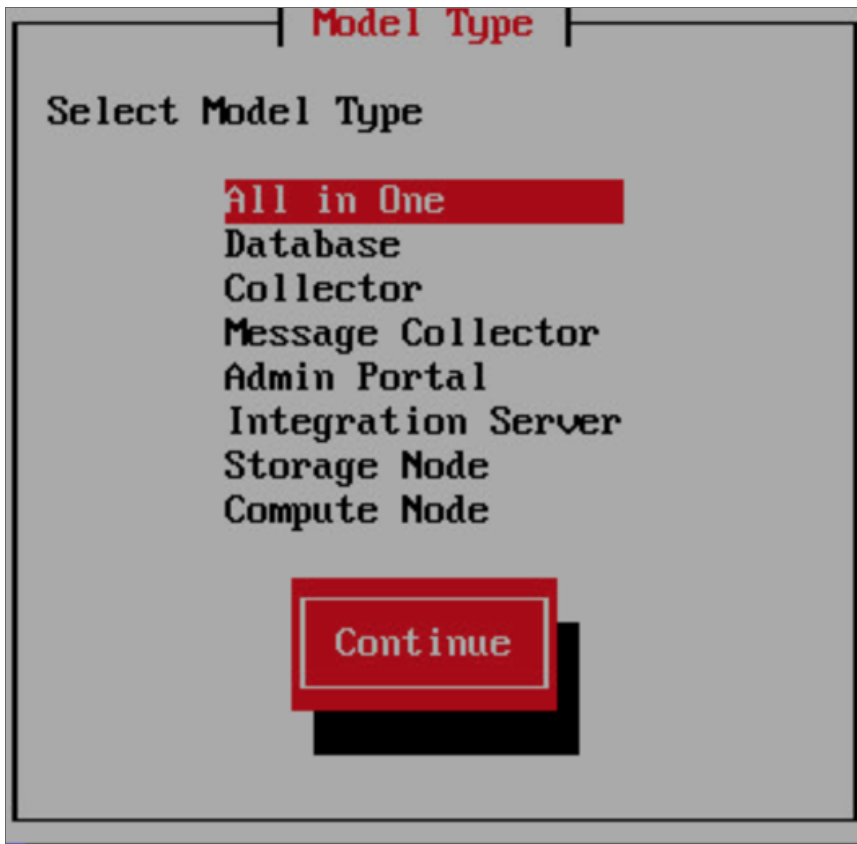 Model Type
Select Model Type
All in One
Database
Collector
Message Collector
Admin Portal
Integration Server
Storage Node
Compute Node
Continue